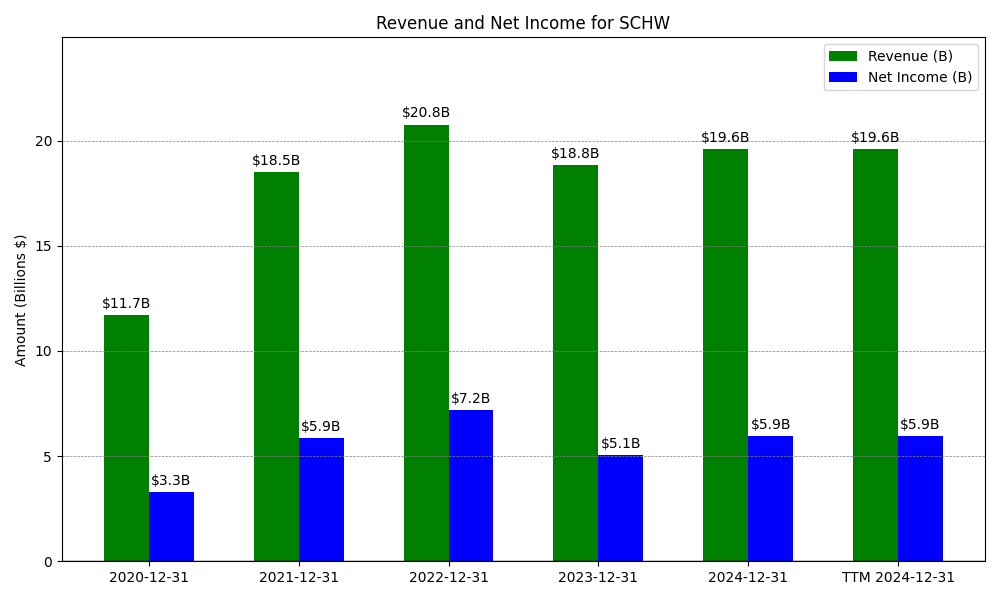 Revenue and Net Income for SCHW
Revenue (B)
Net Income (B)
Amount (Billions $)
20
15
10
5
0
$11.7B
$3.3B
$18.5B
$5.9B
$20.8B
$7.2B
$18.8B
$5.1B
$19.6B
$5.9B
$19.6B
$5.9B
2020-12-31
2021-12-31
2022-12-31
2023-12-31
2024-12-31
TTM 2024-12-31